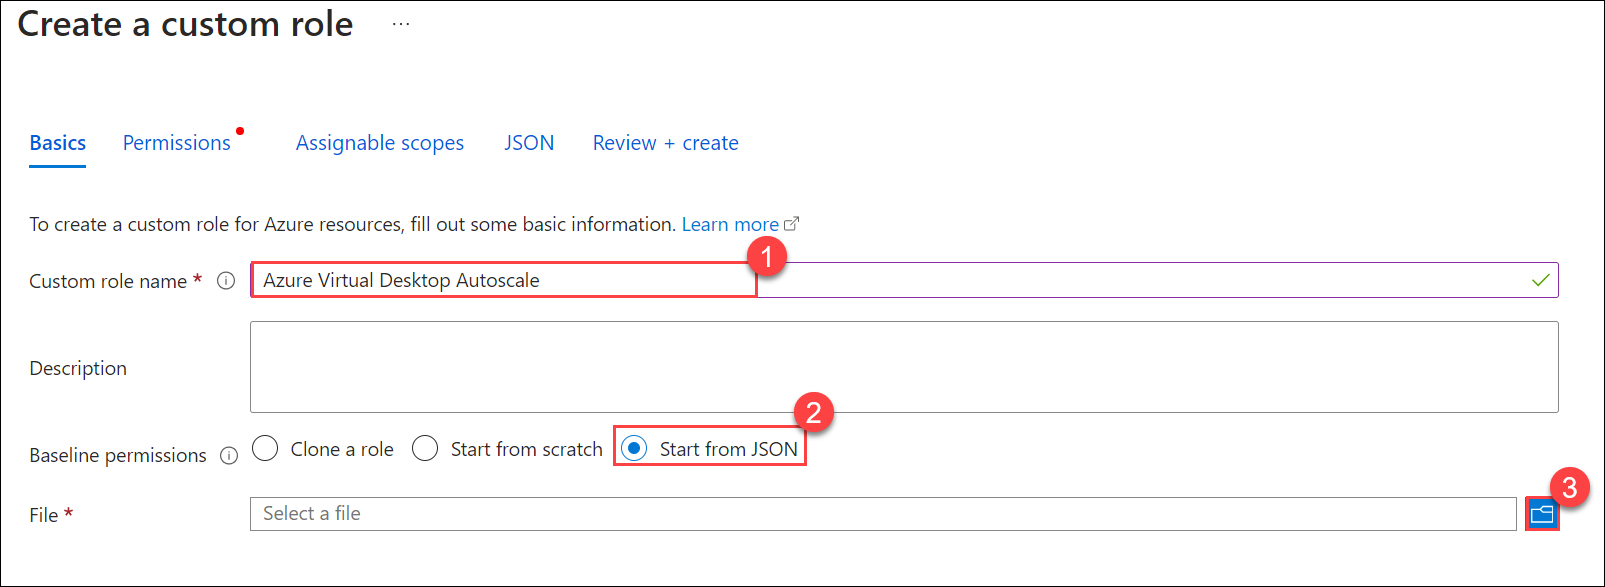 Create a custom role ...
Basics Permissions Assignable scopes JSON Review + create
To create a custom role for Azure resources, fill out some basic information. Learn more
1
Custom role name * Azure Virtual Desktop Autoscale
Description
2
Baseline permissions Clone a role Start from scratch Start from JSON
3
File * Select a file